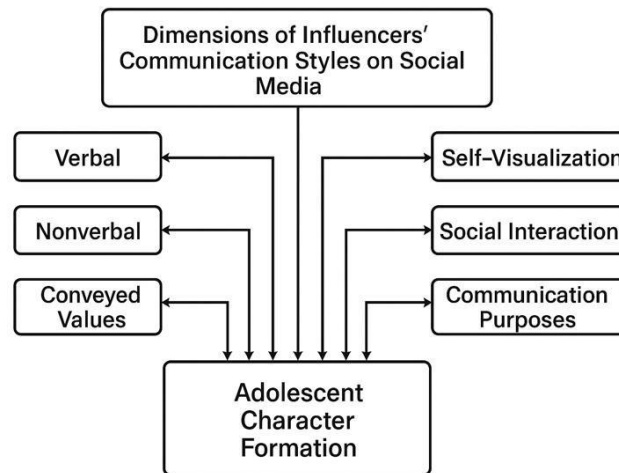 Dimensions of Influencers'
Communication Styles on Social
Media
Verbal
Self-Visualization
Nonverbal
Social Interaction
Conveyed
Values
Communication
Purposes
Adolescent
Character
Formation